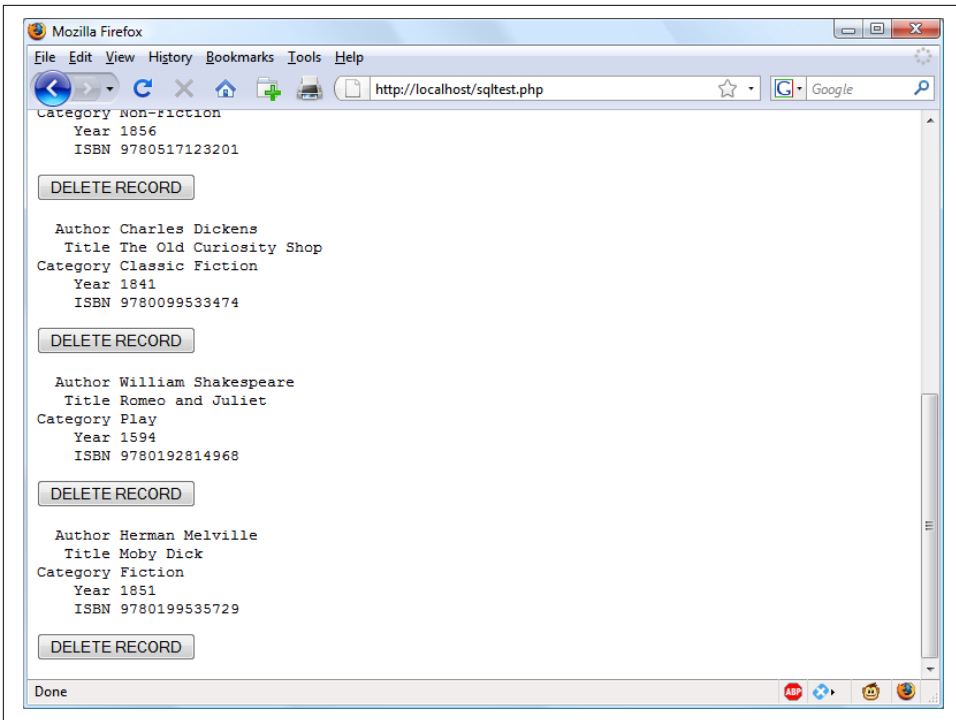 Mozilla Firefox
File Edit View History Bookmarks Tools Help
http://localhost/sqltest.php
G Google
Category Non-Fiction
Year 1856
ISBN 9780517123201
DELETE RECORD
Author Charles Dickens
Title The Old Curiosity Shop
Category Classic Fiction
Year 1841
ISBN 9780099533474
DELETE RECORD
Author William Shakespeare
Title Romeo and Juliet
Category Play
Year 1594
ISBN 9780192814968
DELETE RECORD
Author Herman Melville
Title Moby Dick
Category Fiction
Year 1851
ISBN 9780199535729
DELETE RECORD
Done
ABP